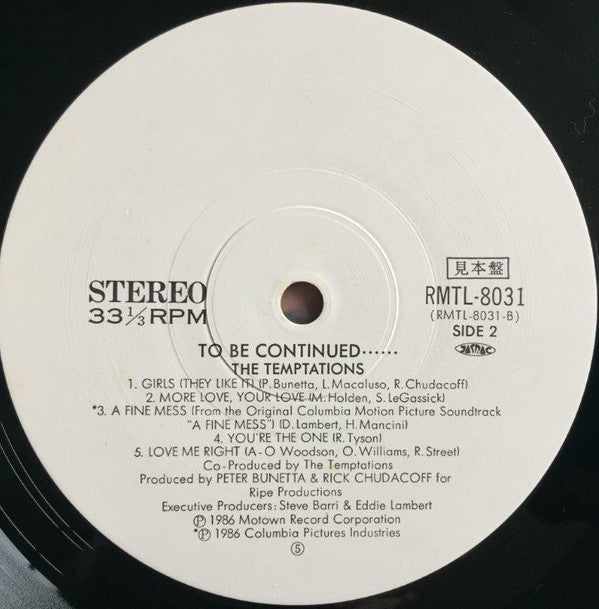 STEREO
33 1/3 RPM
見本盤
RMTL-8031
(RMTL-8031-B)
SIDE 2
JASRAC
TO BE CONTINUED······
THE TEMPTATIONS
1. GIRLS (THEY LIKE IT) (P. Bunetta, L. Macaluso, R. Chudacoff)
2. MORE LOVE, YOUR LOVE (M. Holden, S. LeGassick)
*3. A FINE MESS (From the Original Columbia Motion Picture Soundtrack
"A FINE MESS") (D. Lambert, H. Mancini)
4. YOU'RE THE ONE (R. Tyson)
5. LOVE ME RIGHT (A-O Woodson, O. Williams, R. Street)
Co-Produced by The Temptations
Produced by PETER BUNETTA & RICK CHUDACOFF for
Ripe Productions
Executive Producers: Steve Barri & Eddie Lambert
Ⓟ 1986 Motown Record Corporation
*Ⓟ 1986 Columbia Pictures Industries
⑤